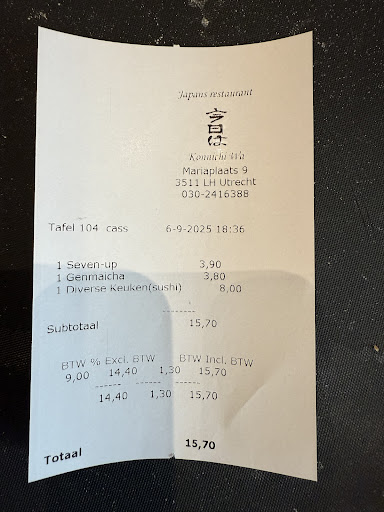 Japans restaurant
今日は
Konnichi Wa
Mariaplaats 9
3511 LH Utrecht
030-2416388
Tafel 104 cass 6-9-2025 18:36
1 Seven-up 3,90
1 Genmaicha 3,80
1 Diverse Keuken(sushi) 8,00
-------
Subtotaal 15,70
BTW % Excl. BTW BTW Incl. BTW
9,00 14,40 1,30 15,70
------ ------ ------
14,40 1,30 15,70
Totaal 15,70